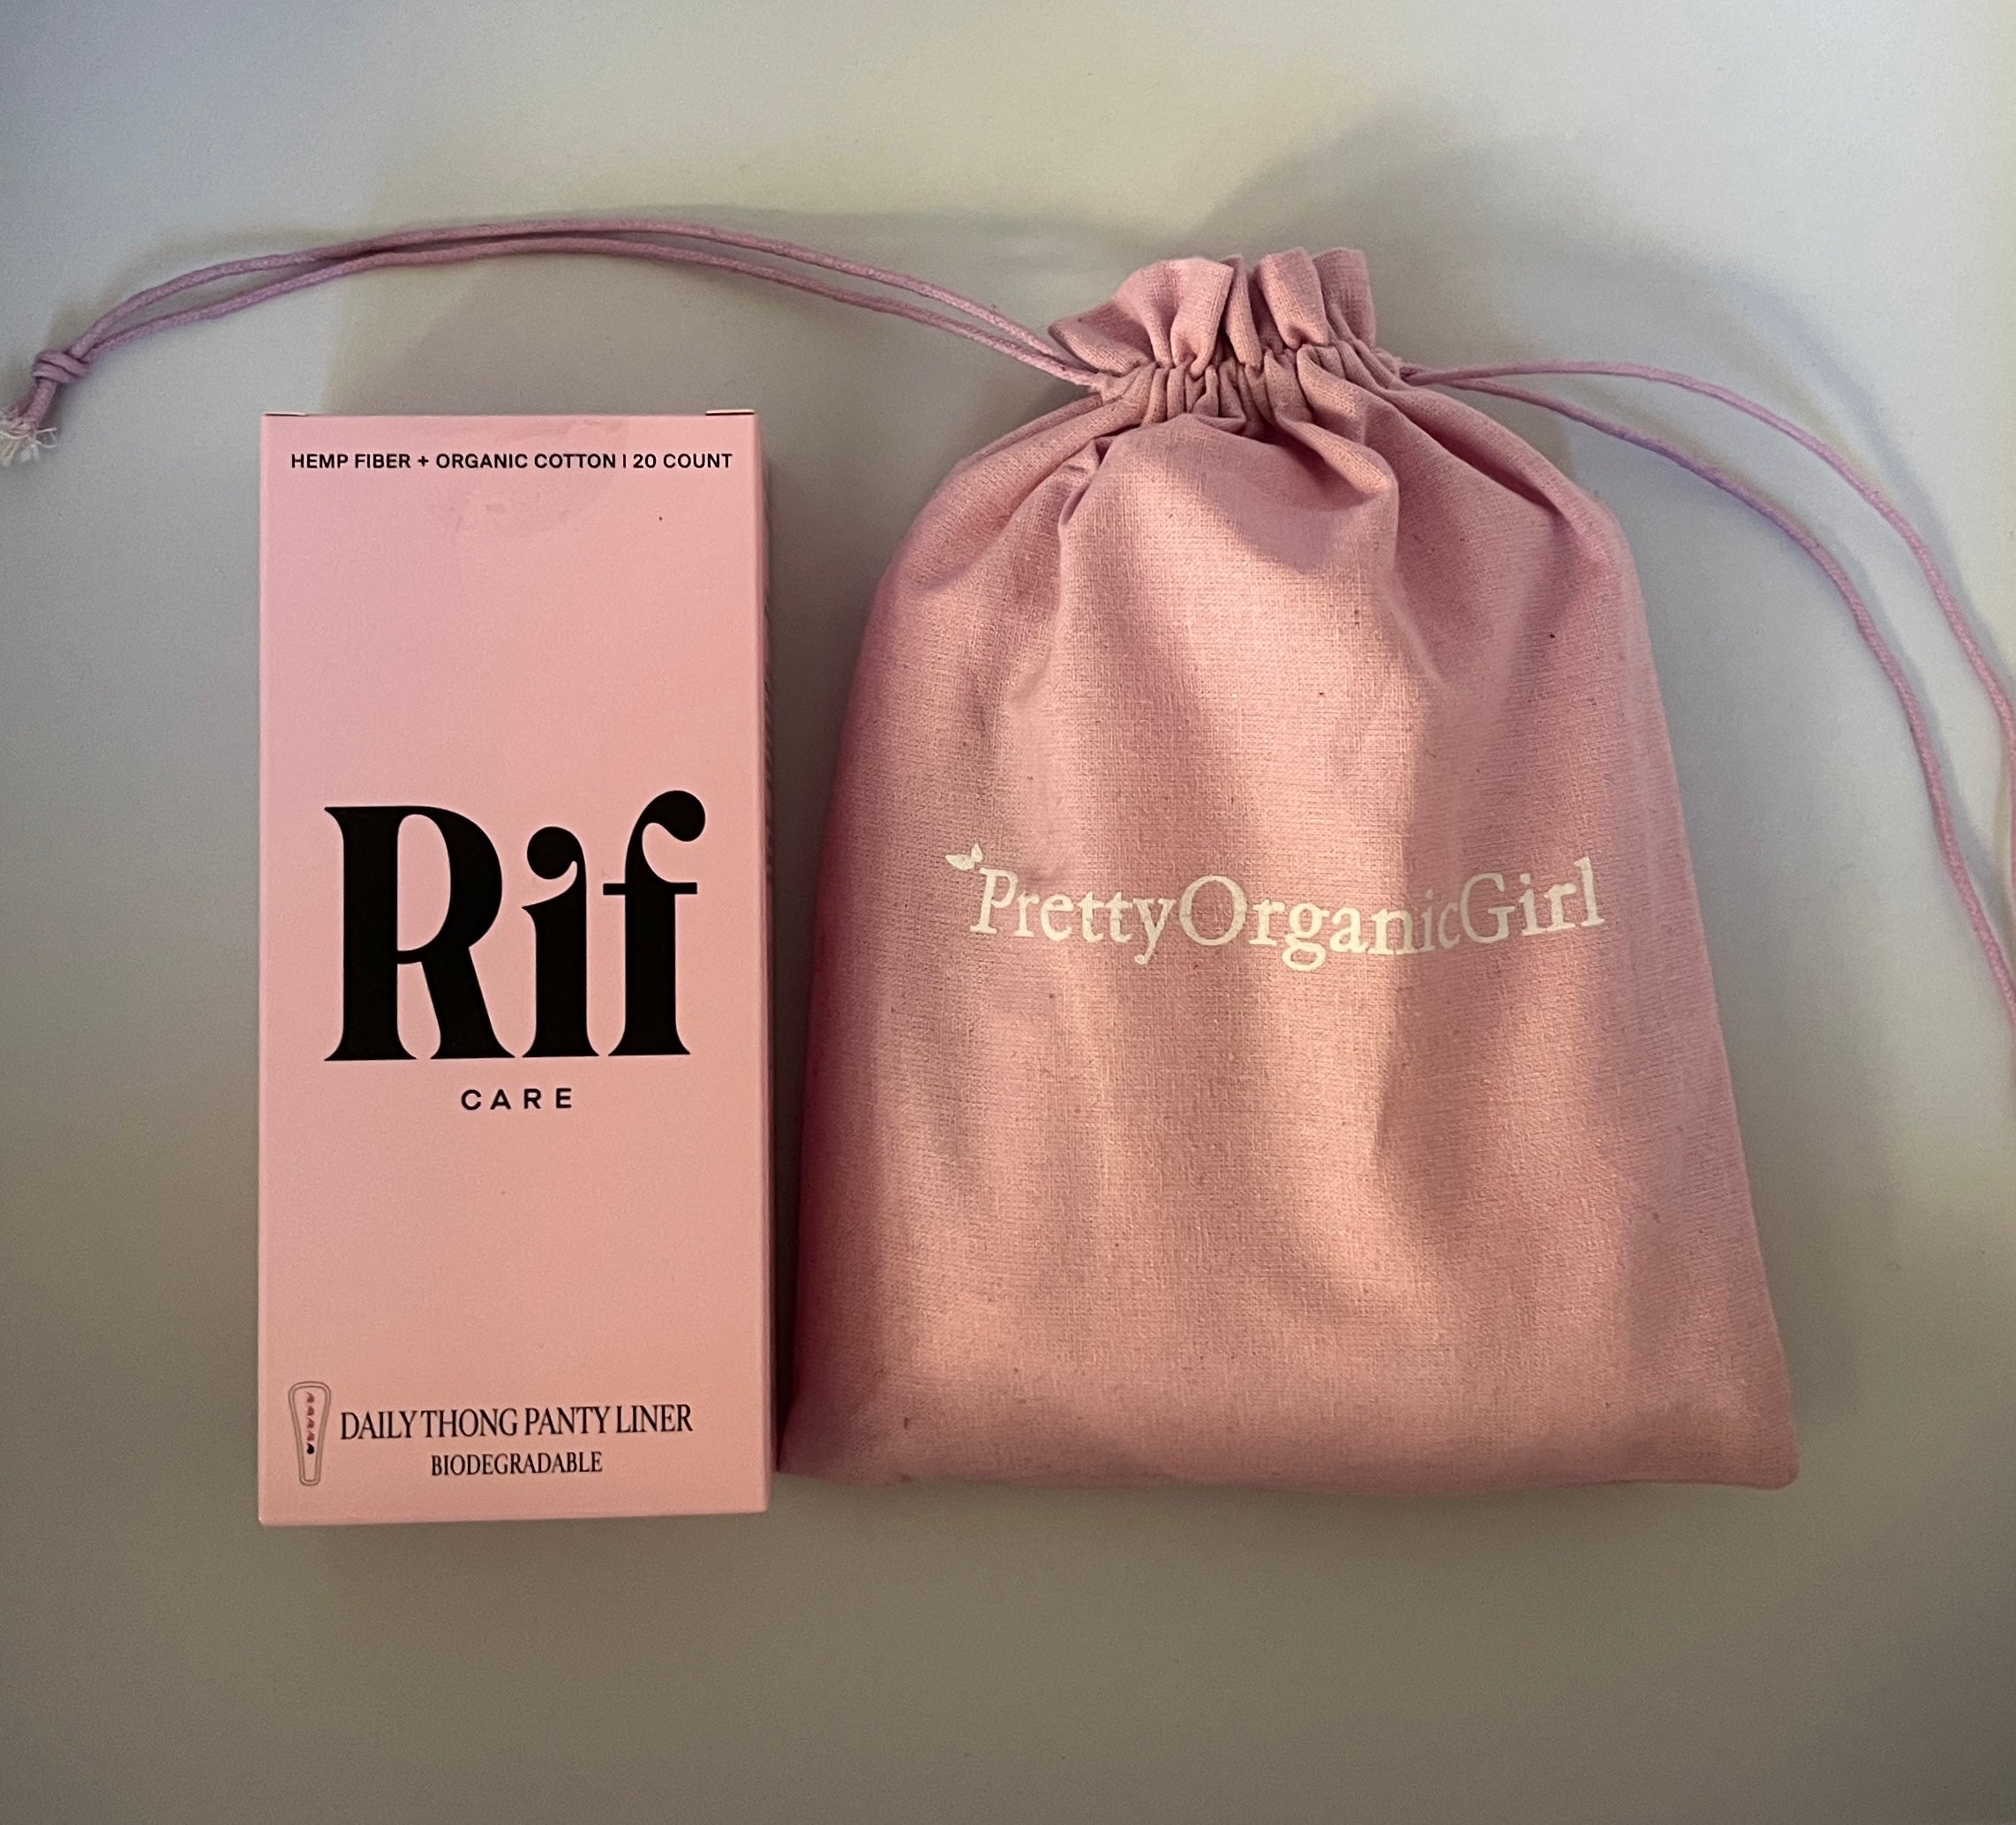 HEMP FIBER + ORGANIC COTTON | 20 COUNT
Rif
CARE
DAILY THONG PANTY LINER
BIODEGRADABLE
PrettyOrganicGirl